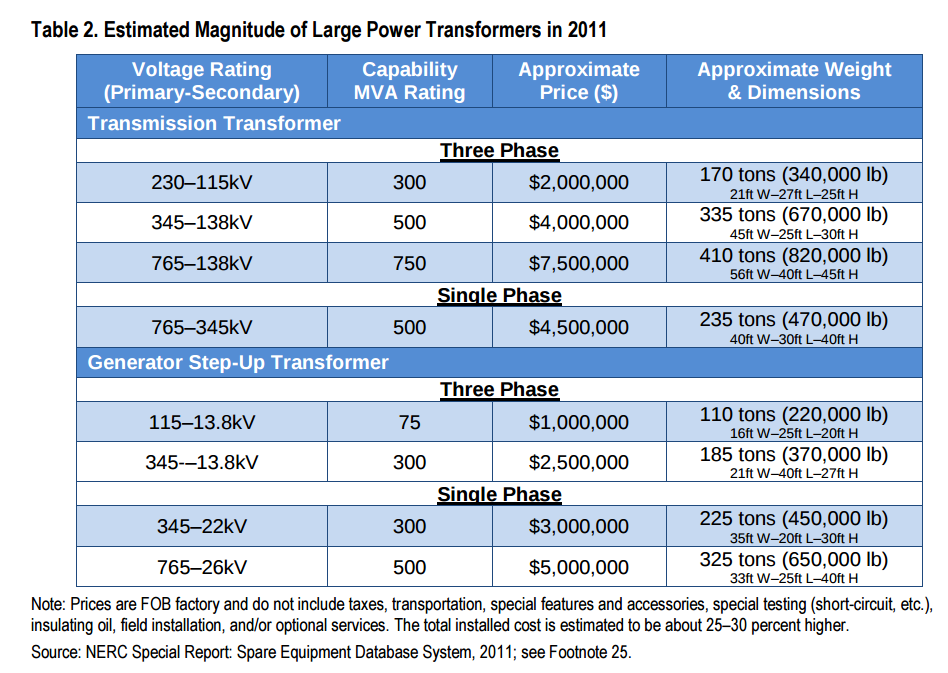 Table 2. Estimated Magnitude of Large Power Transformers in 2011
Voltage Rating (Primary-Secondary) Capability MVA Rating Approximate Price ($) Approximate Weight & Dimensions
Transmission Transformer
Three Phase
230–115kV 300 $2,000,000 170 tons (340,000 lb)
21ft W–27ft L–25ft H
345–138kV 500 $4,000,000 335 tons (670,000 lb)
45ft W–25ft L–30ft H
765–138kV 750 $7,500,000 410 tons (820,000 lb)
56ft W–40ft L–45ft H
Single Phase
765–345kV 500 $4,500,000 235 tons (470,000 lb)
40ft W–30ft L–40ft H
Generator Step-Up Transformer
Three Phase
115–13.8kV 75 $1,000,000 110 tons (220,000 lb)
16ft W–25ft L–20ft H
345-–13.8kV 300 $2,500,000 185 tons (370,000 lb)
21ft W–40ft L–27ft H
Single Phase
345–22kV 300 $3,000,000 225 tons (450,000 lb)
35ft W–20ft L–30ft H
765–26kV 500 $5,000,000 325 tons (650,000 lb)
33ft W–25ft L–40ft H
Note: Prices are FOB factory and do not include taxes, transportation, special features and accessories, special testing (short-circuit, etc.),
insulating oil, field installation, and/or optional services. The total installed cost is estimated to be about 25–30 percent higher.
Source: NERC Special Report: Spare Equipment Database System, 2011; see Footnote 25.